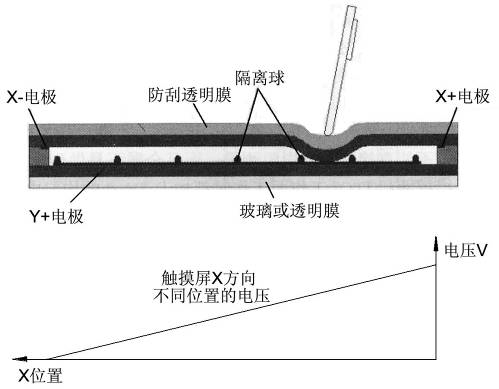 隔离球
X-电极
防刮透明膜
X+电极
Y+电极
玻璃或透明膜
电压V
触摸屏X方向
不同位置的电压
X位置